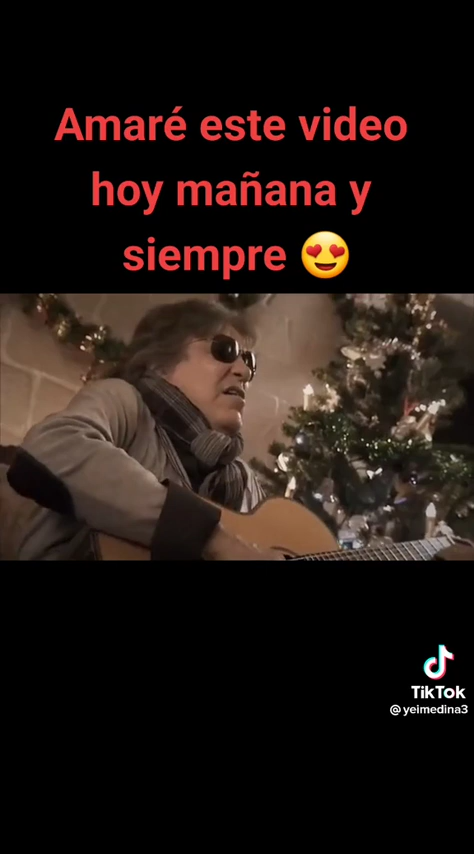 Amaré este video
hoy mañana y
siempre 😍
TikTok
@yeimedina3